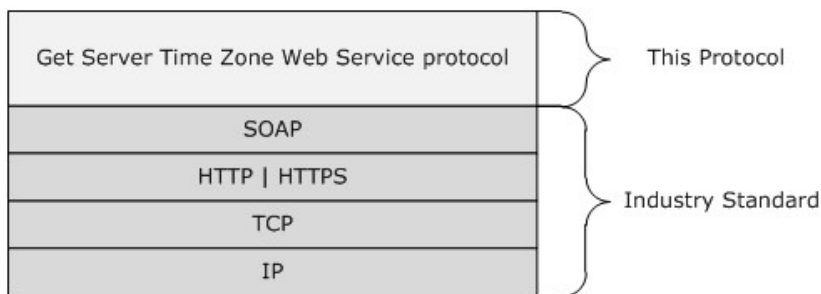 Get Server Time Zone Web Service protocol
This Protocol
SOAP
HTTP | HTTPS
TCP
IP
Industry Standard